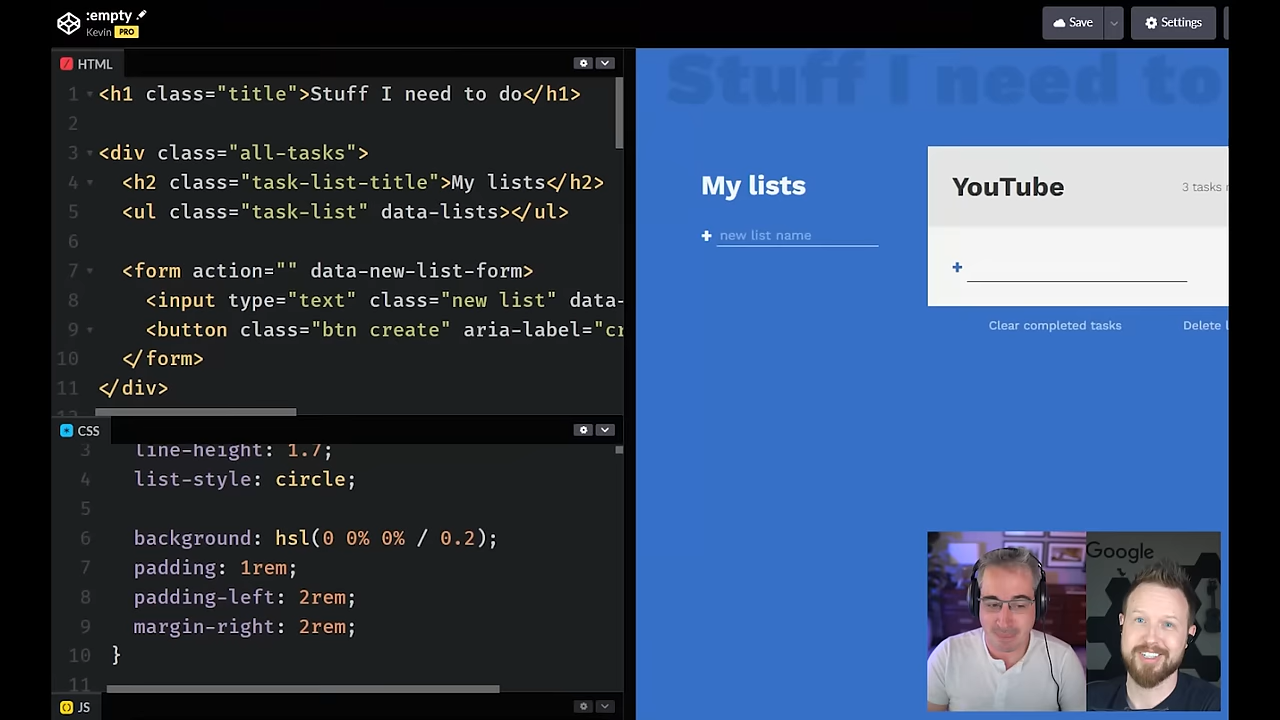 :empty
Kevin PRO
Save
Settings
HTML
1 <h1 class="title">Stuff I need to do</h1>
2
3 <div class="all-tasks">
4 <h2 class="task-list-title">My lists</h2>
5 <ul class="task-list" data-lists></ul>
6
7 <form action="" data-new-list-form>
8 <input type="text" class="new list" data-
9 <button class="btn create" aria-label="cr
10 </form>
11 </div>
CSS
3 line-height: 1.7;
4 list-style: circle;
5
6 background: hsl(0 0% 0% / 0.2);
7 padding: 1rem;
8 padding-left: 2rem;
9 margin-right: 2rem;
10 }
11
JS
Stuff I need to
My lists
+ new list name
YouTube
3 tasks r
+
Clear completed tasks
Delete l
Google